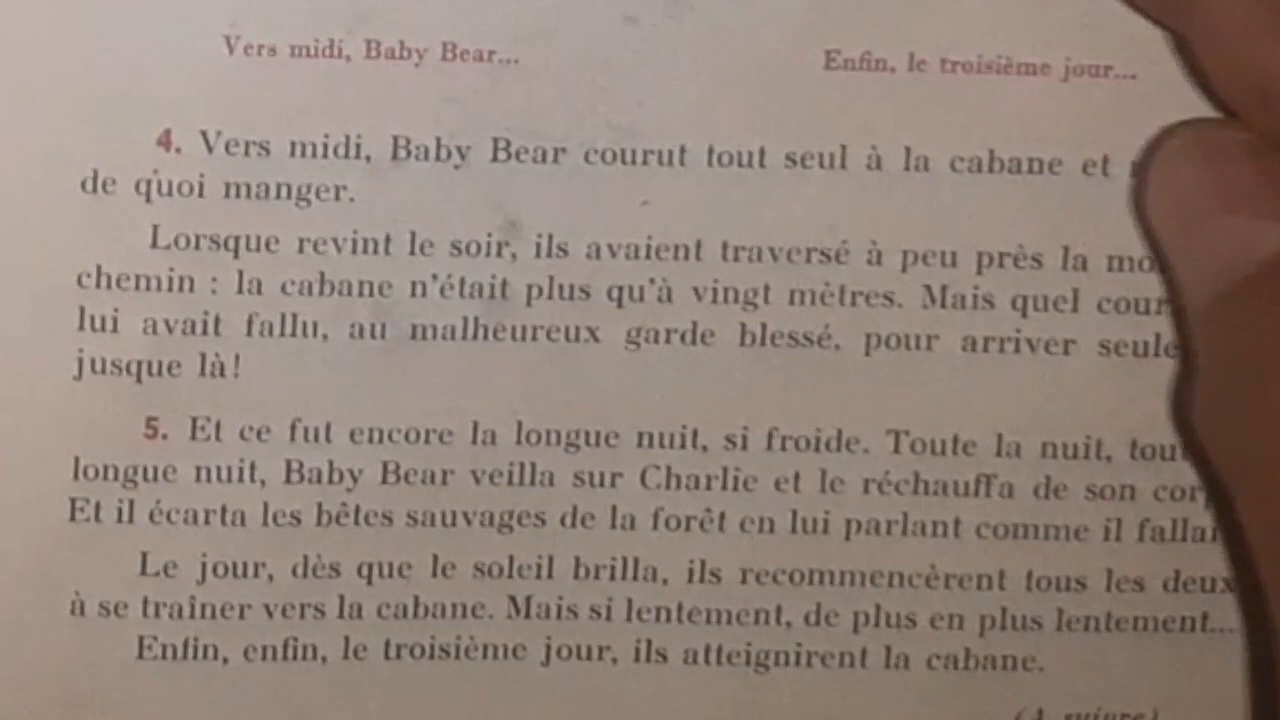 Vers midi, Baby Bear...
Enfin, le troisième jour...
4. Vers midi, Baby Bear courut tout seul à la cabane et
de quoi manger.
Lorsque revint le soir, ils avaient traversé à peu près la
chemin : la cabane n'était plus qu'à vingt mètres. Mais quel
lui avait fallu, au malheureux garde blessé, pour arriver
jusque là!
5. Et ce fut encore la longue nuit, si froide. Toute la nuit,
longue nuit, Baby Bear veilla sur Charlie et le réchauffa de son
Et il écarta les bêtes sauvages de la forêt en lui parlant comme il
Le jour, dès que le soleil brilla, ils recommencèrent tous les deux
à se traîner vers la cabane. Mais si lentement, de plus en plus lentement...
Enfin, enfin, le troisième jour, ils atteignirent la cabane.
(A suivre)